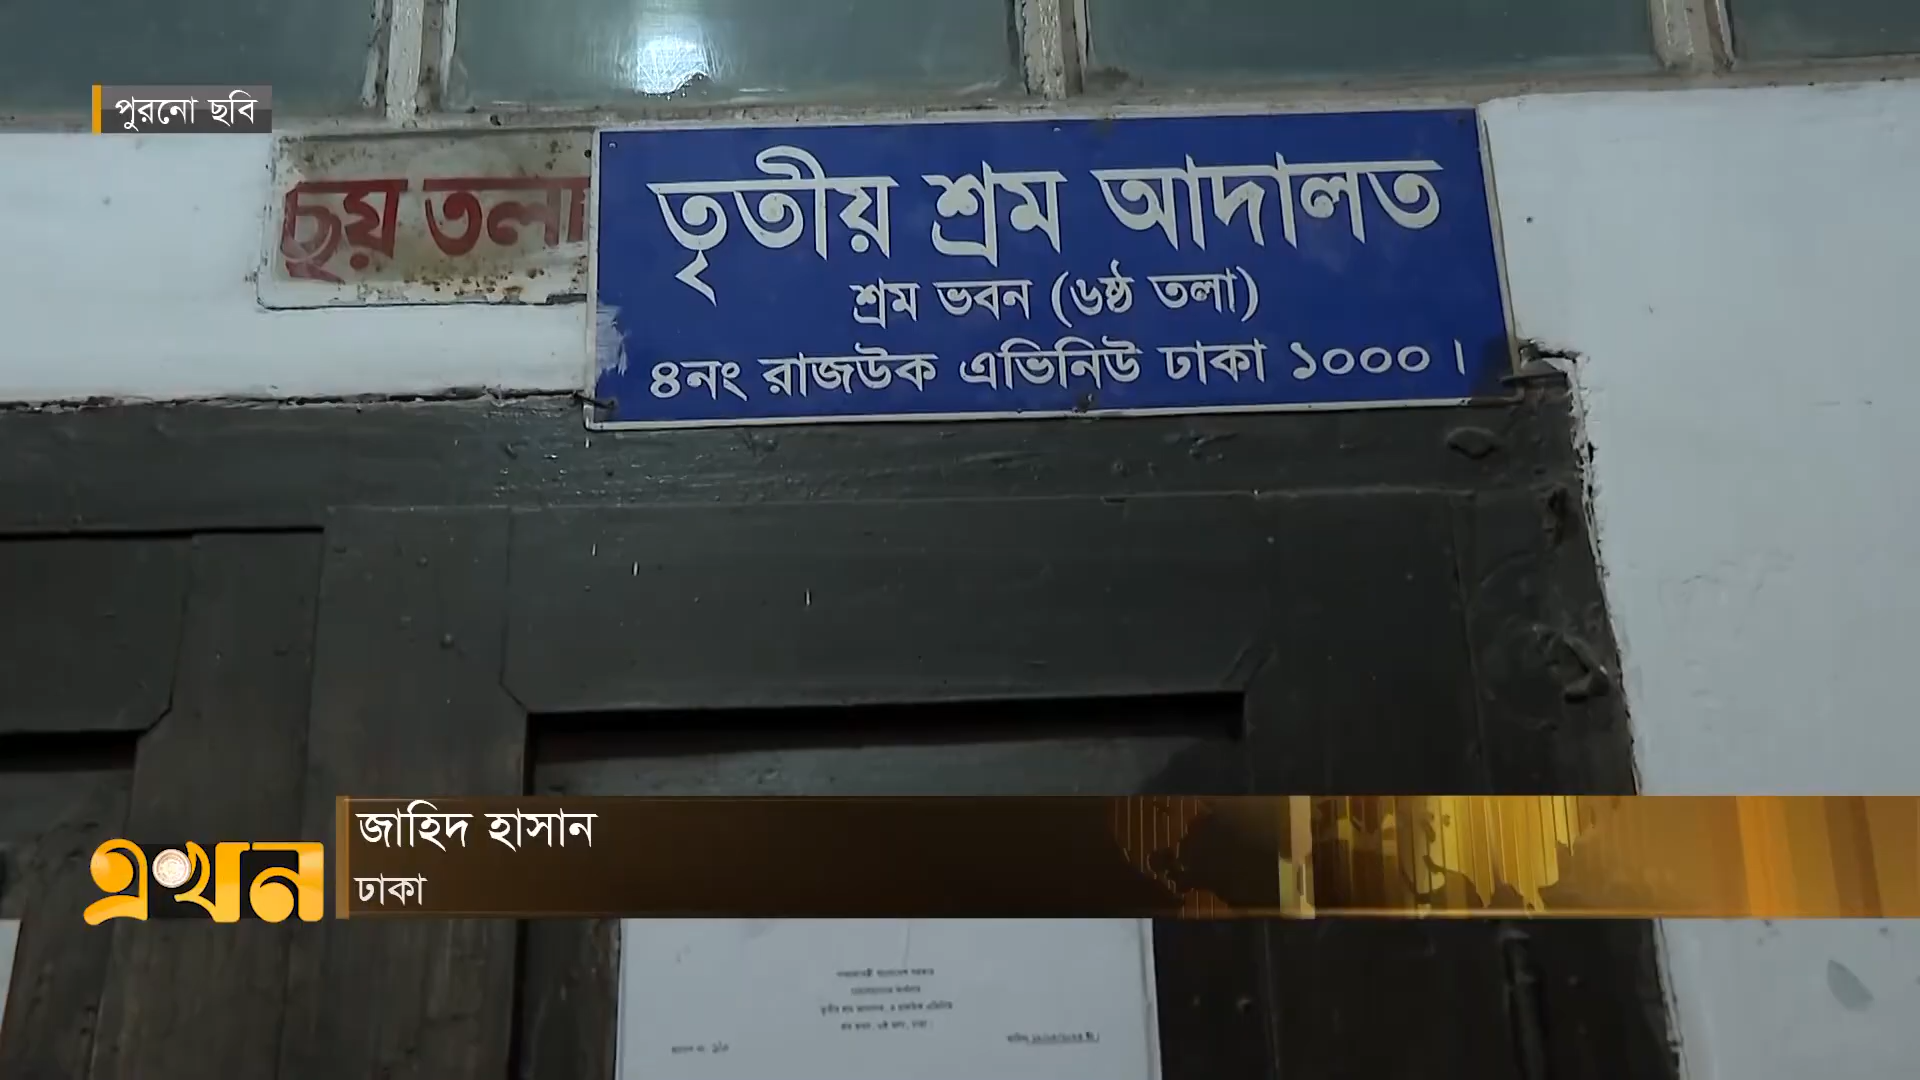 পুরনো ছবি
ছয় তলা
তৃতীয় শ্রম আদালত
শ্রম ভবন (৬ষ্ঠ তলা)
৪নং রাজউক এভিনিউ ঢাকা ১০০০।
জাহিদ হাসান
এখন
ঢাকা